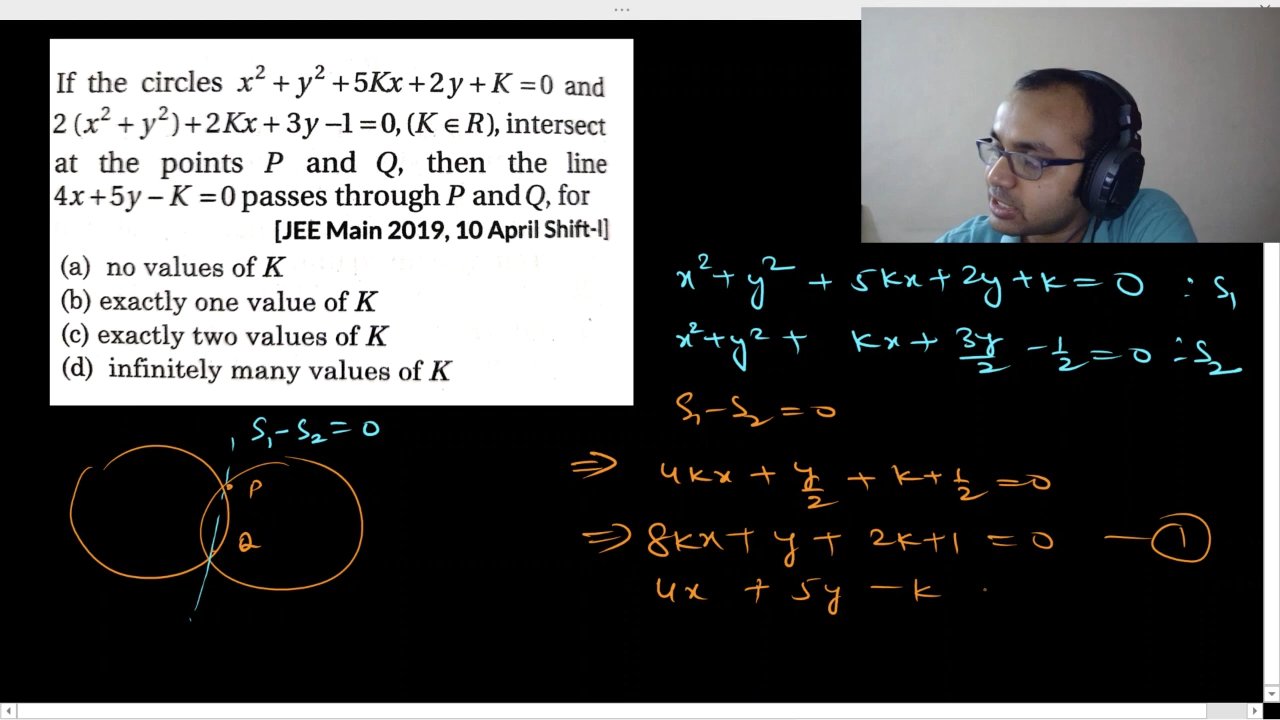 If the circles x² + y² + 5Kx + 2y + K = 0 and
2 (x² + y²) + 2Kx + 3y − 1 = 0, (K ∈ R), intersect
at the points P and Q, then the line
4x + 5y − K = 0 passes through P and Q, for
[JEE Main 2019, 10 April Shift-I]
(a) no values of K
(b) exactly one value of K
(c) exactly two values of K
(d) infinitely many values of K
x² + y² + 5kx + 2y + k = 0 : S₁
x² + y² + kx + 3y/2 − 1/2 = 0 : S₂
S₁ − S₂ = 0
⇒ 4kx + y/2 + k + 1/2 = 0
⇒ 8kx + y + 2k + 1 = 0 — ①
4x + 5y − k
S₁ − S₂ = 0
P
Q